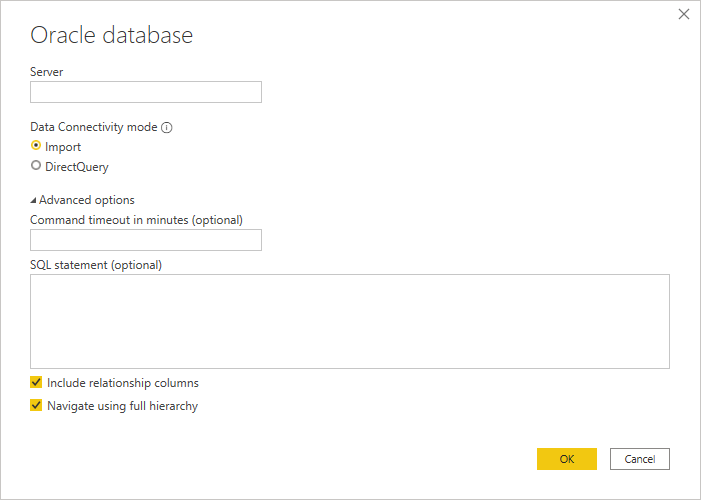 Oracle database
Server
Data Connectivity mode
Import
DirectQuery
Advanced options
Command timeout in minutes (optional)
SQL statement (optional)
Include relationship columns
Navigate using full hierarchy
OK
Cancel